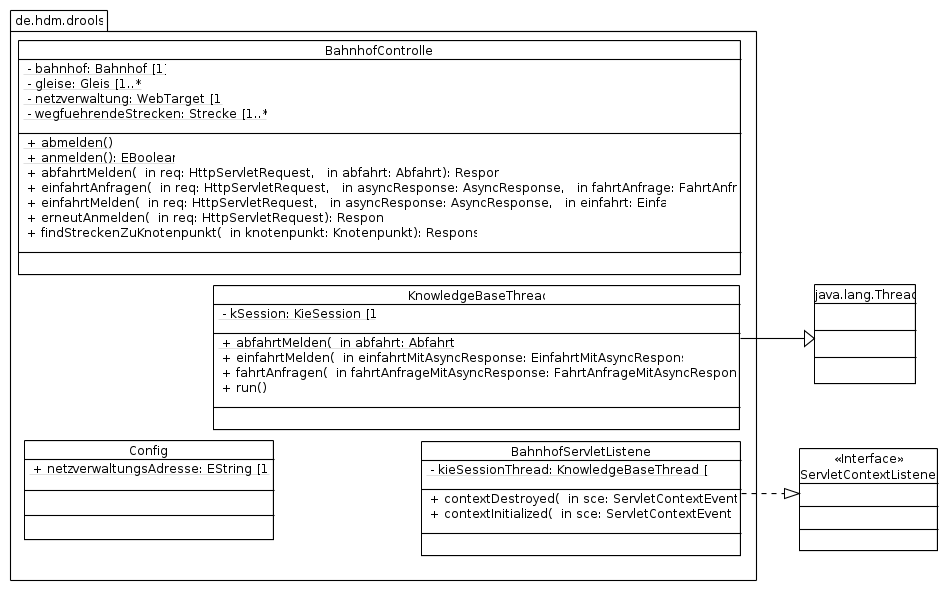 de.hdm.drools
BahnhofControlle
- bahnhof: Bahnhof [1]
- gleise: Gleis [1..*
- netzverwaltung: WebTarget [1
- wegfuehrendeStrecken: Strecke [1..*
+ abmelden()
+ anmelden(): EBoolear
+ abfahrtMelden( in req: HttpServletRequest, in abfahrt: Abfahrt): Respor
+ einfahrtAnfragen( in req: HttpServletRequest, in asyncResponse: AsyncResponse, in fahrtAnfrage: FahrtAnfr
+ einfahrtMelden( in req: HttpServletRequest, in asyncResponse: AsyncResponse, in einfahrt: Einfa
+ erneutAnmelden( in req: HttpServletRequest): Respon
+ findStreckenZuKnotenpunkt( in knotenpunkt: Knotenpunkt): Respons
KnowledgeBaseThread
- kSession: KieSession [1
+ abfahrtMelden( in abfahrt: Abfahrt
+ einfahrtMelden( in einfahrtMitAsyncResponse: EinfahrtMitAsyncRespons
+ fahrtAnfragen( in fahrtAnfrageMitAsyncResponse: FahrtAnfrageMitAsyncRespon
+ run()
java.lang.Thread
Config
+ netzverwaltungsAdresse: EString [1
BahnhofServletListene
- kieSessionThread: KnowledgeBaseThread [
+ contextDestroyed( in sce: ServletContextEvent
+ contextInitialized( in sce: ServletContextEvent
«Interface»
ServletContextListene